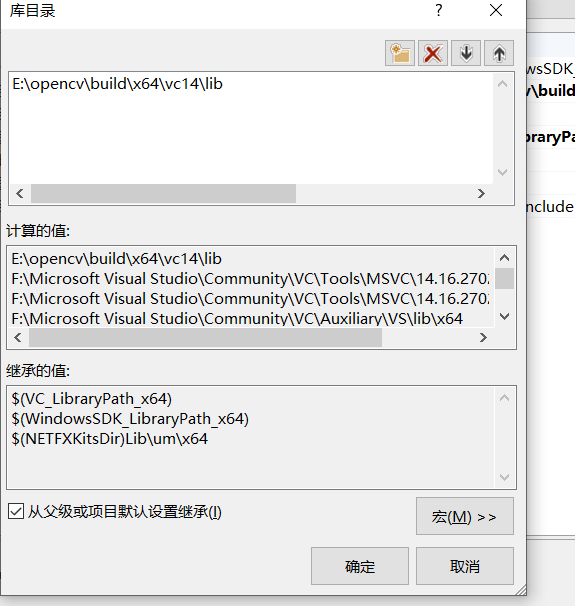 库目录
?
E:\opencv\build\x64\vc14\lib
计算的值:
E:\opencv\build\x64\vc14\lib
F:\Microsoft Visual Studio\Community\VC\Tools\MSVC\14.16.2702
F:\Microsoft Visual Studio\Community\VC\Tools\MSVC\14.16.2702
F:\Microsoft Visual Studio\Community\VC\Auxiliary\VS\lib\x64
继承的值:
$(VC_LibraryPath_x64)
$(WindowsSDK_LibraryPath_x64)
$(NETFXKitsDir)Lib\um\x64
从父级或项目默认设置继承(I)
宏(M) >>
确定
取消
wsSDK_
v\build
braryPa
nclude